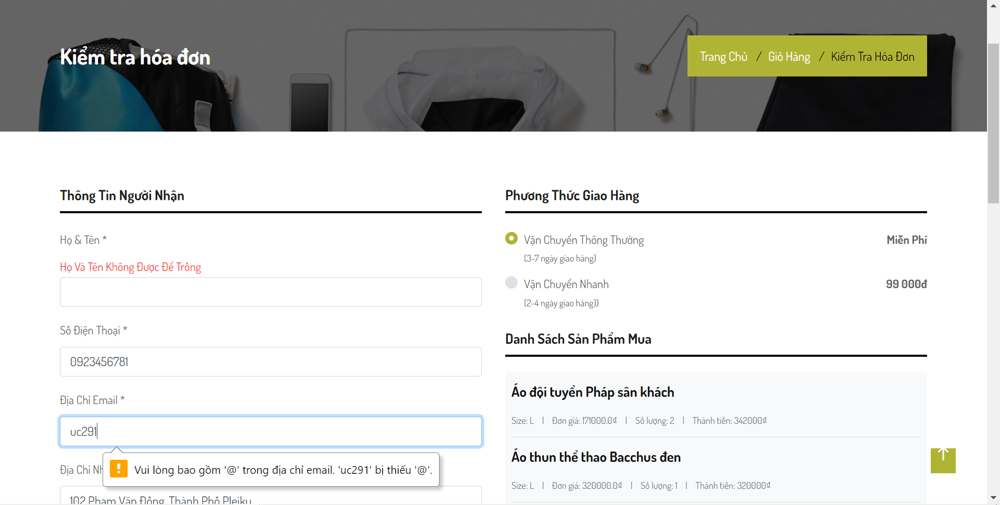 Kiểm tra hóa đơn
Trang Chủ / Giỏ Hàng / Kiểm Tra Hóa Đơn
Thông Tin Người Nhận
Họ & Tên *
Họ Và Tên Không Được Để Trống
Số Điện Thoại *
0923456781
Địa Chỉ Email *
uc291
Vui lòng bao gồm '@' trong địa chỉ email. 'uc291' bị thiếu '@'.
Địa Chỉ
102 Phạm Văn Đồng, Thành Phố Pleiku
Phương Thức Giao Hàng
Vận Chuyển Thông Thường Miễn Phí
(3-7 ngày giao hàng)
Vận Chuyển Nhanh 99 000đ
(2-4 ngày giao hàng))
Danh Sách Sản Phẩm Mua
Áo đội tuyển Pháp sân khách
Size: L | Đơn giá: 171000.0₫ | Số lượng: 2 | Thành tiền: 342000₫
Áo thun thể thao Bacchus đen
Size: L | Đơn giá: 320000.0₫ | Số lượng: 1 | Thành tiền: 320000₫